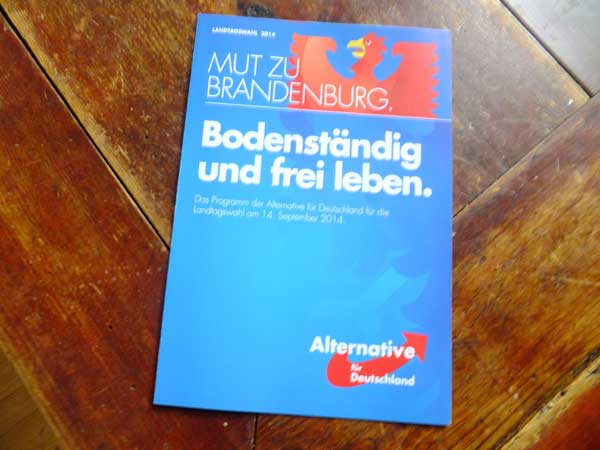 LANDTAGSWAHL 2014
MUT ZU
BRANDENBURG,
Bodenständig
und frei leben.
Das Programm der Alternative für Deutschland für die
Landtagswahl am 14. September 2014.
Alternative
für
Deutschland